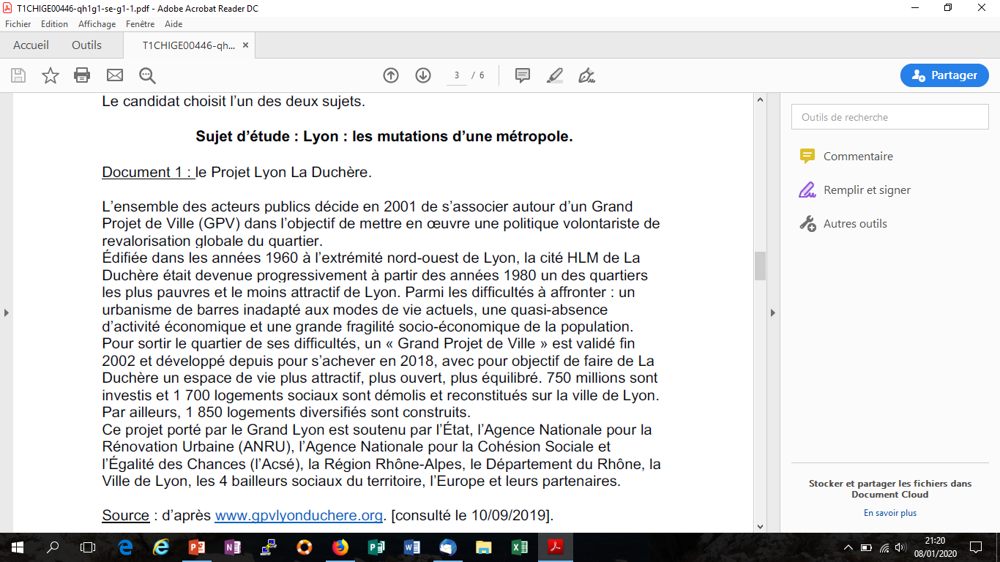 T1CHIGE00446-qh1g1-se-g1-1.pdf - Adobe Acrobat Reader DC
Fichier Edition Affichage Fenêtre Aide
Accueil Outils T1CHIGE00446-qh... ×
3 / 6 Partager
Le candidat choisit l’un des deux sujets.
Sujet d’étude : Lyon : les mutations d’une métropole.
Document 1 : le Projet Lyon La Duchère.
L’ensemble des acteurs publics décide en 2001 de s’associer autour d’un Grand
Projet de Ville (GPV) dans l’objectif de mettre en œuvre une politique volontariste de
revalorisation globale du quartier.
Édifiée dans les années 1960 à l’extrémité nord-ouest de Lyon, la cité HLM de La
Duchère était devenue progressivement à partir des années 1980 un des quartiers
les plus pauvres et le moins attractif de Lyon. Parmi les difficultés à affronter : un
urbanisme de barres inadapté aux modes de vie actuels, une quasi-absence
d’activité économique et une grande fragilité socio-économique de la population.
Pour sortir le quartier de ses difficultés, un « Grand Projet de Ville » est validé fin
2002 et développé depuis pour s’achever en 2018, avec pour objectif de faire de La
Duchère un espace de vie plus attractif, plus ouvert, plus équilibré. 750 millions sont
investis et 1 700 logements sociaux sont démolis et reconstitués sur la ville de Lyon.
Par ailleurs, 1 850 logements diversifiés sont construits.
Ce projet porté par le Grand Lyon est soutenu par l’État, l’Agence Nationale pour la
Rénovation Urbaine (ANRU), l’Agence Nationale pour la Cohésion Sociale et
l’Égalité des Chances (l’Acsé), la Région Rhône-Alpes, le Département du Rhône, la
Ville de Lyon, les 4 bailleurs sociaux du territoire, l’Europe et leurs partenaires.
Source : d’après www.gpvlyonduchere.org. [consulté le 10/09/2019].
Outils de recherche
Commentaire
Remplir et signer
Autres outils
Stocker et partager les fichiers dans
Document Cloud
En savoir plus
21:20
08/01/2020